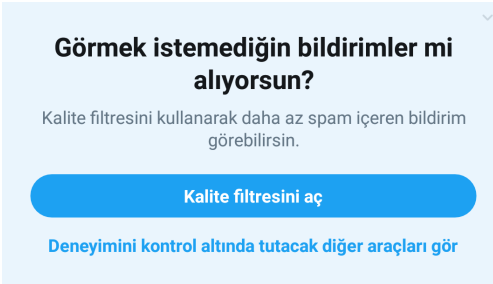 Görmek istemediğin bildirimler mi
alıyorsun?
Kalite filtresini kullanarak daha az spam içeren bildirim
görebilirsin.
Kalite filtresini aç
Deneyimini kontrol altında tutacak diğer araçları gör